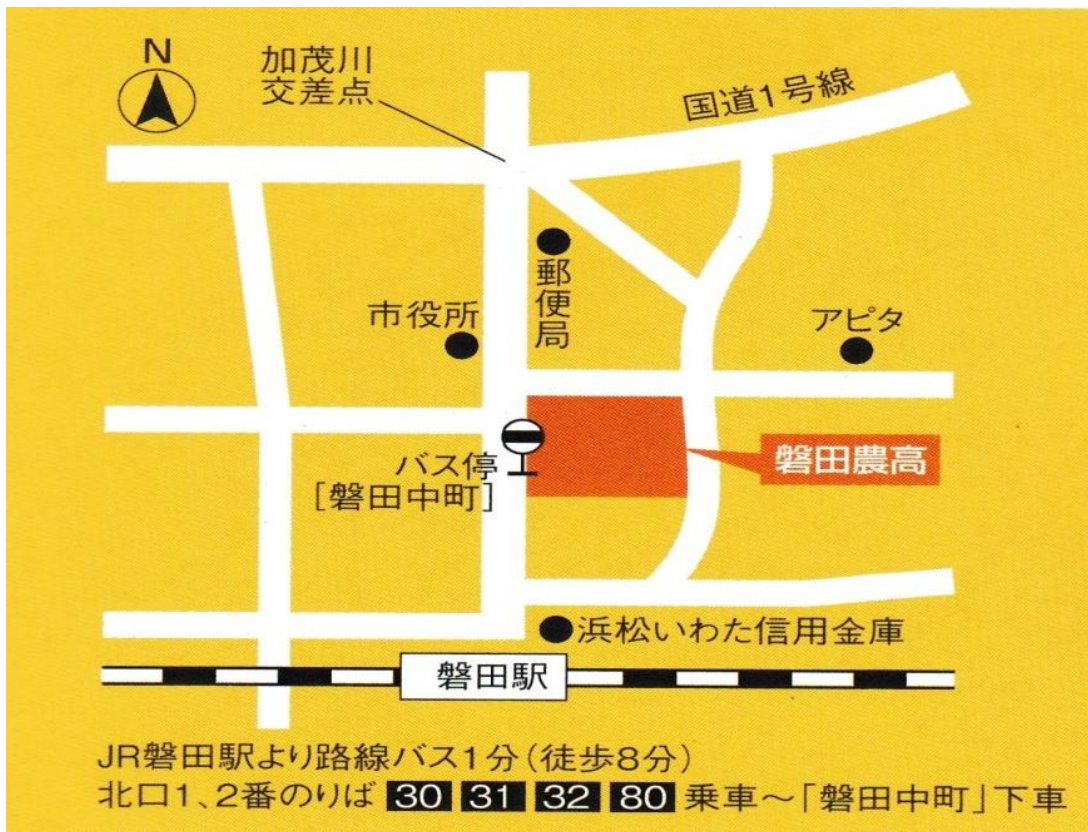 N
加茂川
交差点
国道1号線
郵便局
市役所
アピタ
バス停
[磐田中町]
磐田農高
浜松いわた信用金庫
磐田駅
JR磐田駅より路線バス1分(徒歩8分)
北口1、2番のりば 30 31 32 80 乗車~「磐田中町」下車